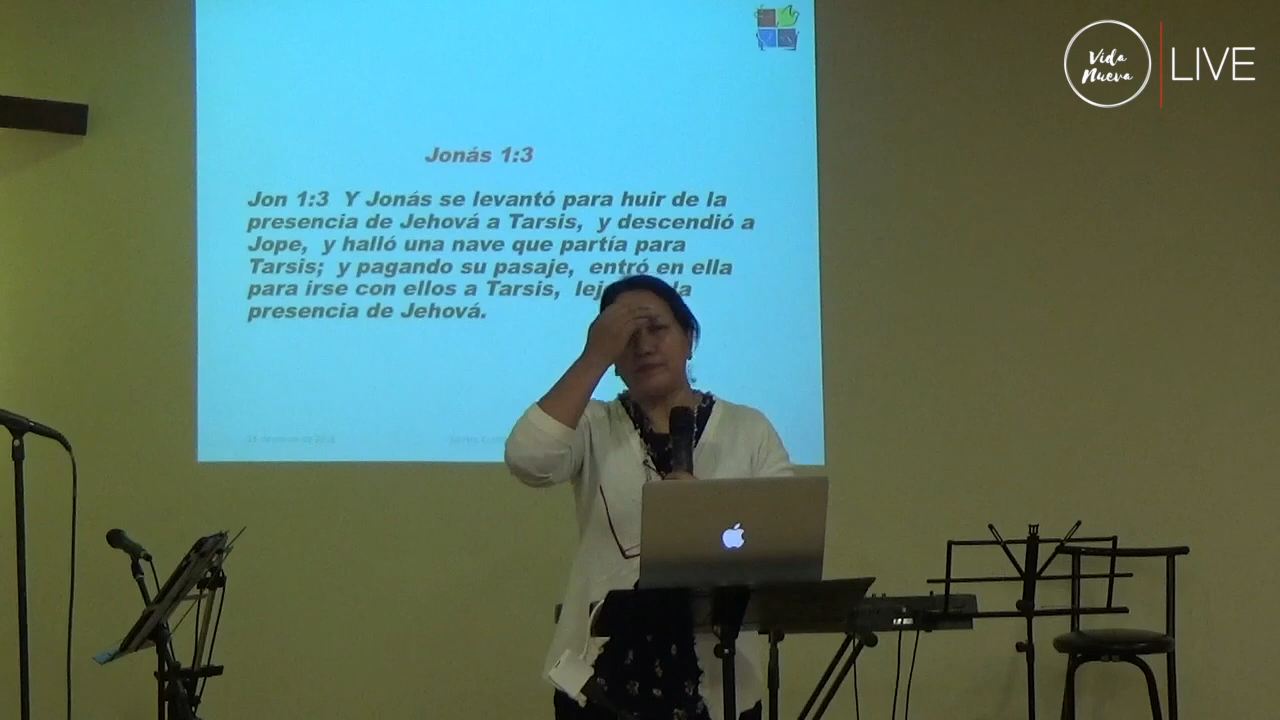 Vida
Nueva
LIVE
Jonás 1:3
Jon 1:3 Y Jonás se levantó para huir de la
presencia de Jehová a Tarsis, y descendió a
Jope, y halló una nave que partía para
Tarsis; y pagando su pasaje, entró en ella
para irse con ellos a Tarsis, la
presencia de Jehová.